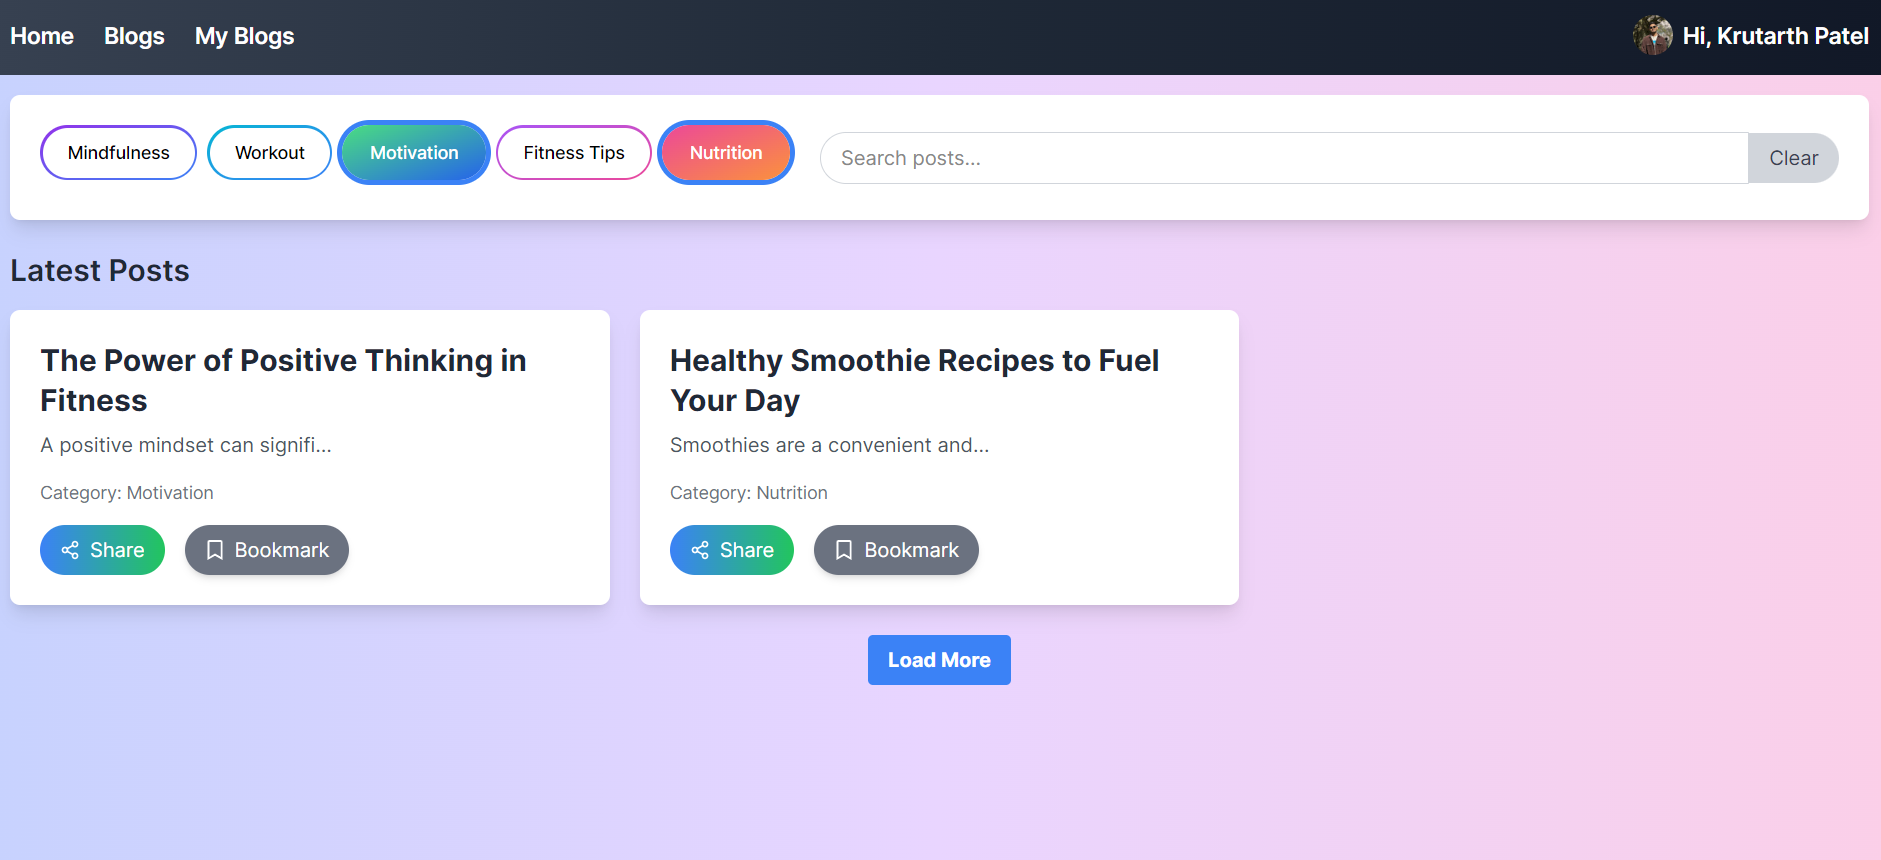 Home Blogs My Blogs Hi, Krutarth Patel
Mindfulness Workout Motivation Fitness Tips Nutrition Search posts... Clear
Latest Posts
The Power of Positive Thinking in
Fitness
A positive mindset can signifi...
Category: Motivation
Share Bookmark
Healthy Smoothie Recipes to Fuel
Your Day
Smoothies are a convenient and...
Category: Nutrition
Share Bookmark
Load More